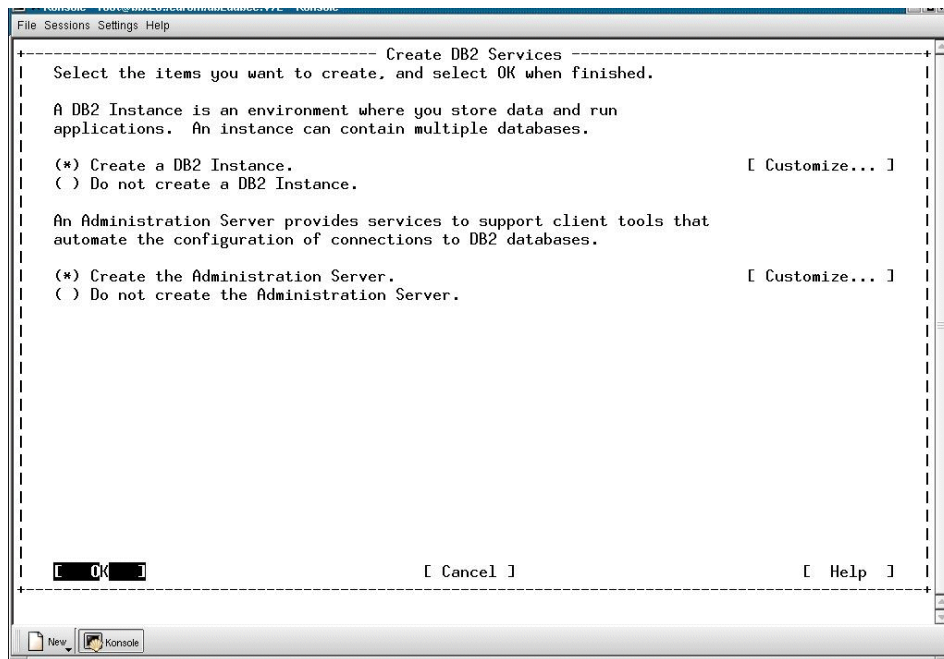 File Sessions Settings Help
Create DB2 Services
Select the items you want to create, and select OK when finished.
A DB2 Instance is an environment where you store data and run
applications.  An instance can contain multiple databases.
(*) Create a DB2 Instance. [ Customize... ]
( ) Do not create a DB2 Instance.
An Administration Server provides services to support client tools that
automate the configuration of connections to DB2 databases.
(*) Create the Administration Server. [ Customize... ]
( ) Do not create the Administration Server.
[ OK ] [ Cancel ] [ Help ]
New Konsole